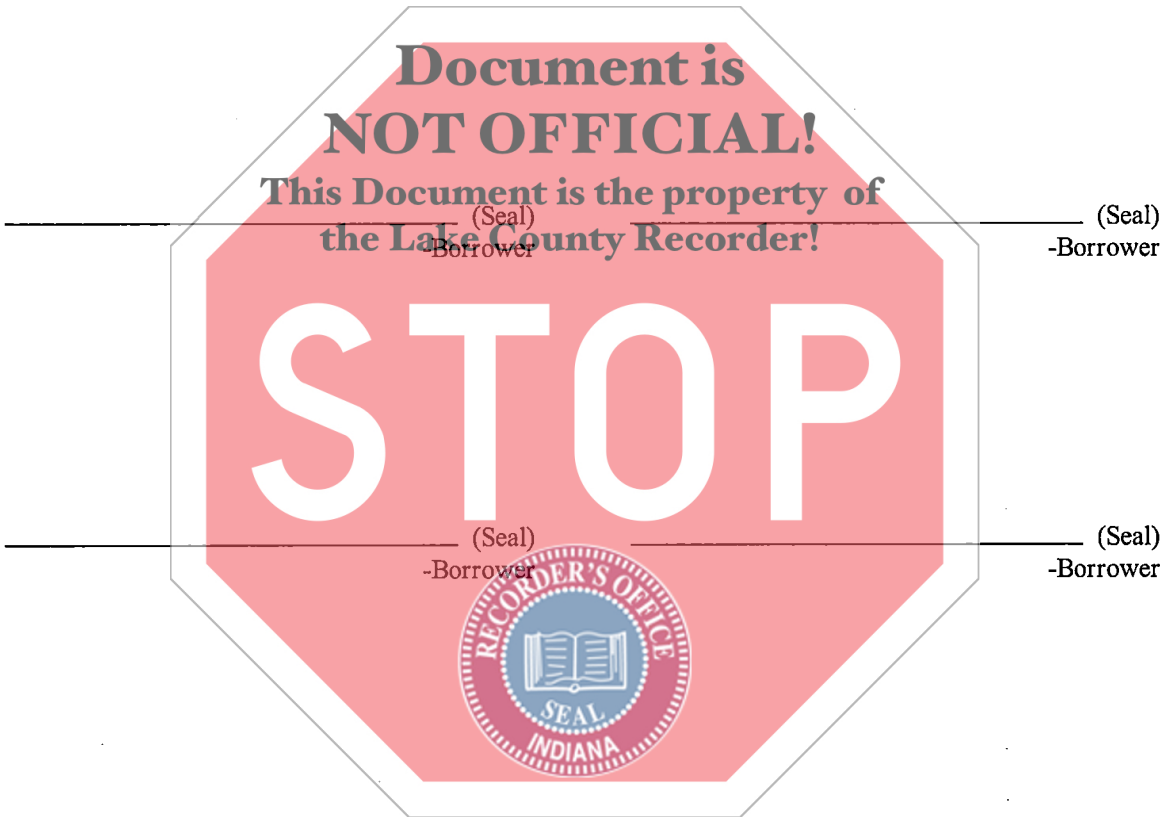 Document is
NOT OFFICIAL!
This Document is the property of
the Lake County Recorder!
(Seal) (Seal)
-Borrower -Borrower
STOP
(Seal) (Seal)
-Borrower -Borrower
RECORDER'S OFFICE
SEAL
INDIANA